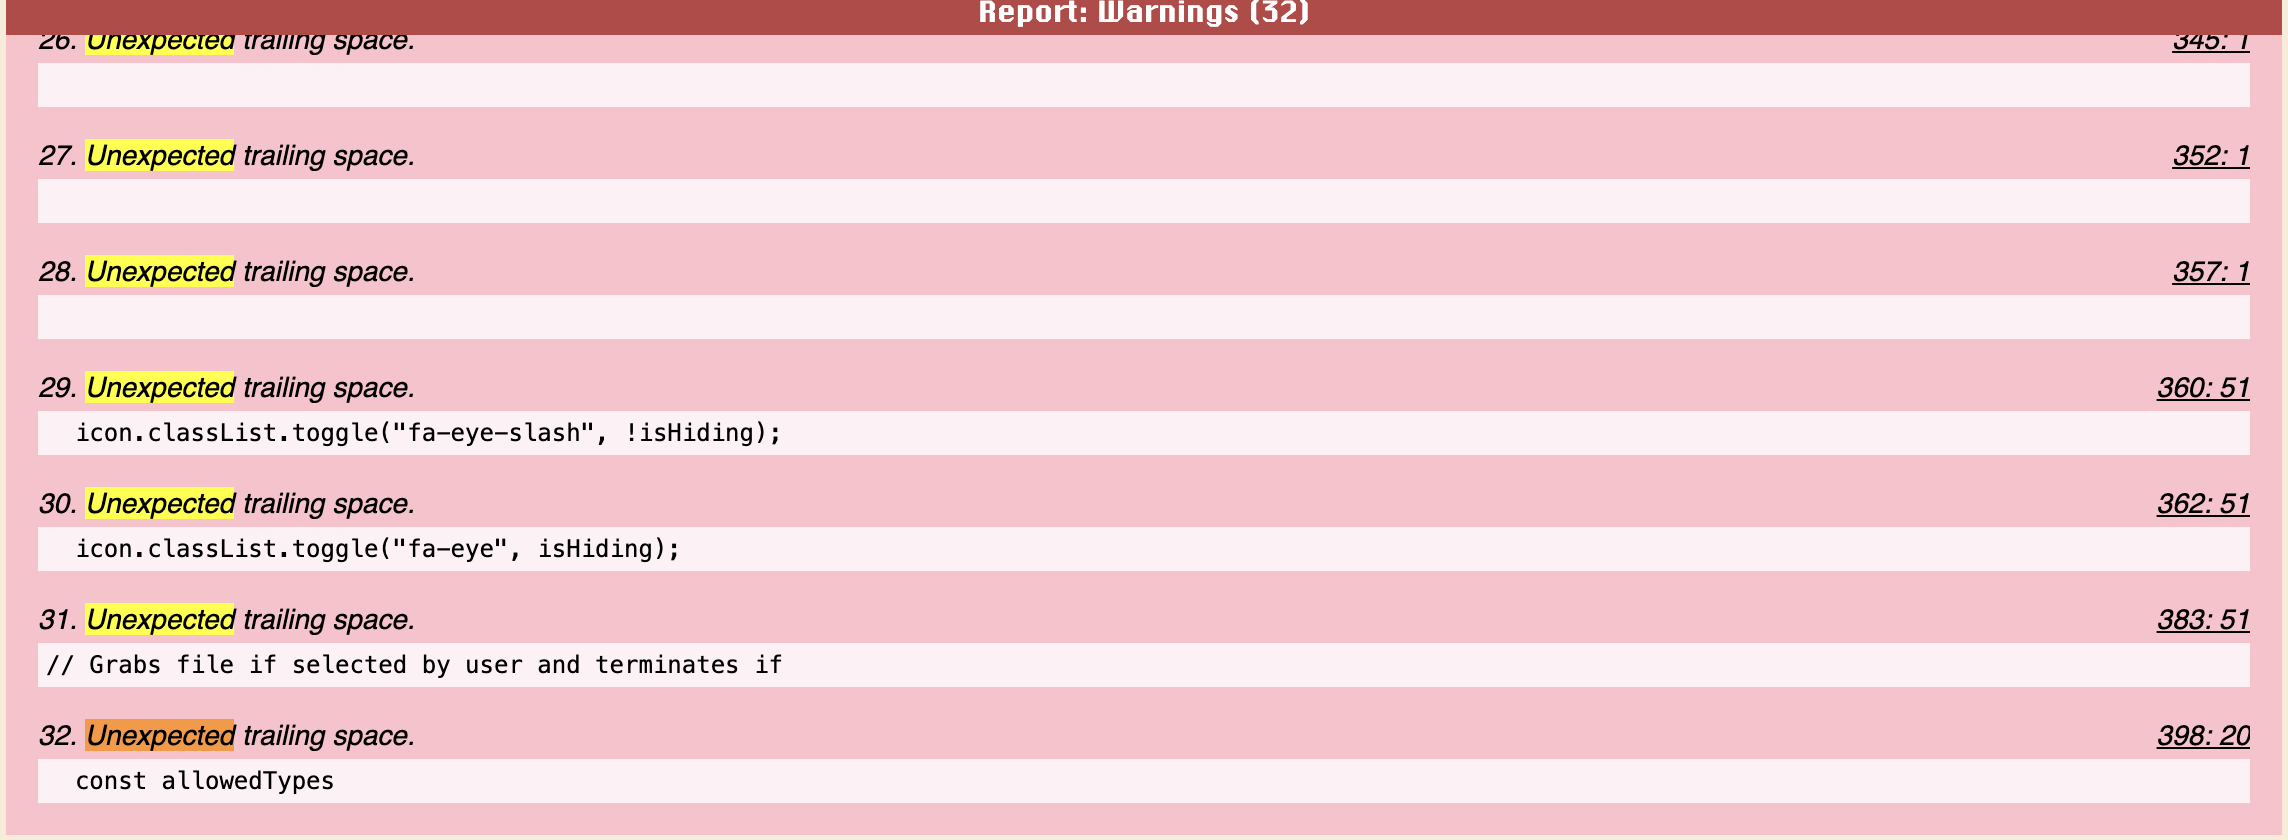 Report: Warnings (32)
26. Unexpected trailing space. 345: 1
27. Unexpected trailing space. 352: 1
28. Unexpected trailing space. 357: 1
29. Unexpected trailing space. 360: 51
icon.classList.toggle("fa-eye-slash", !isHiding);
30. Unexpected trailing space. 362: 51
icon.classList.toggle("fa-eye", isHiding);
31. Unexpected trailing space. 383: 51
// Grabs file if selected by user and terminates if
32. Unexpected trailing space. 398: 20
const allowedTypes